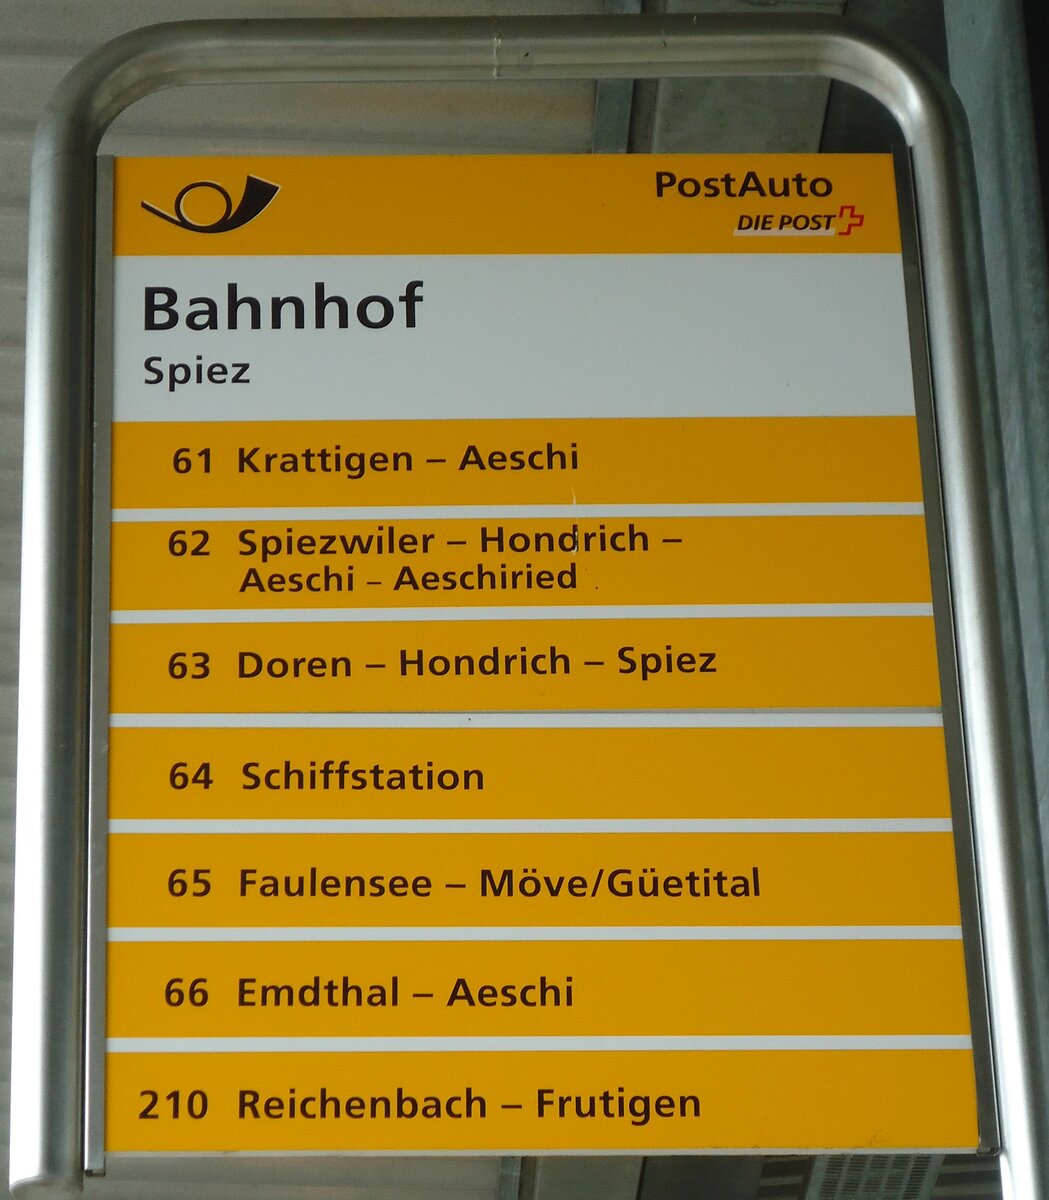 PostAuto
DIE POST
Bahnhof
Spiez
61 Krattigen – Aeschi
62 Spiezwiler – Hondrich –
Aeschi – Aeschiried
63 Doren – Hondrich – Spiez
64 Schiffstation
65 Faulensee – Möve/Güetital
66 Emdthal – Aeschi
210 Reichenbach – Frutigen